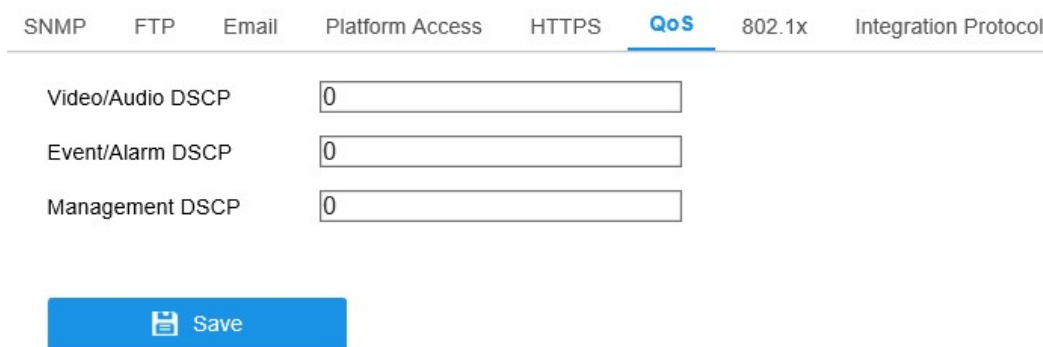 SNMP FTP Email Platform Access HTTPS QoS 802.1x Integration Protocol
Video/Audio DSCP 0
Event/Alarm DSCP 0
Management DSCP 0
Save